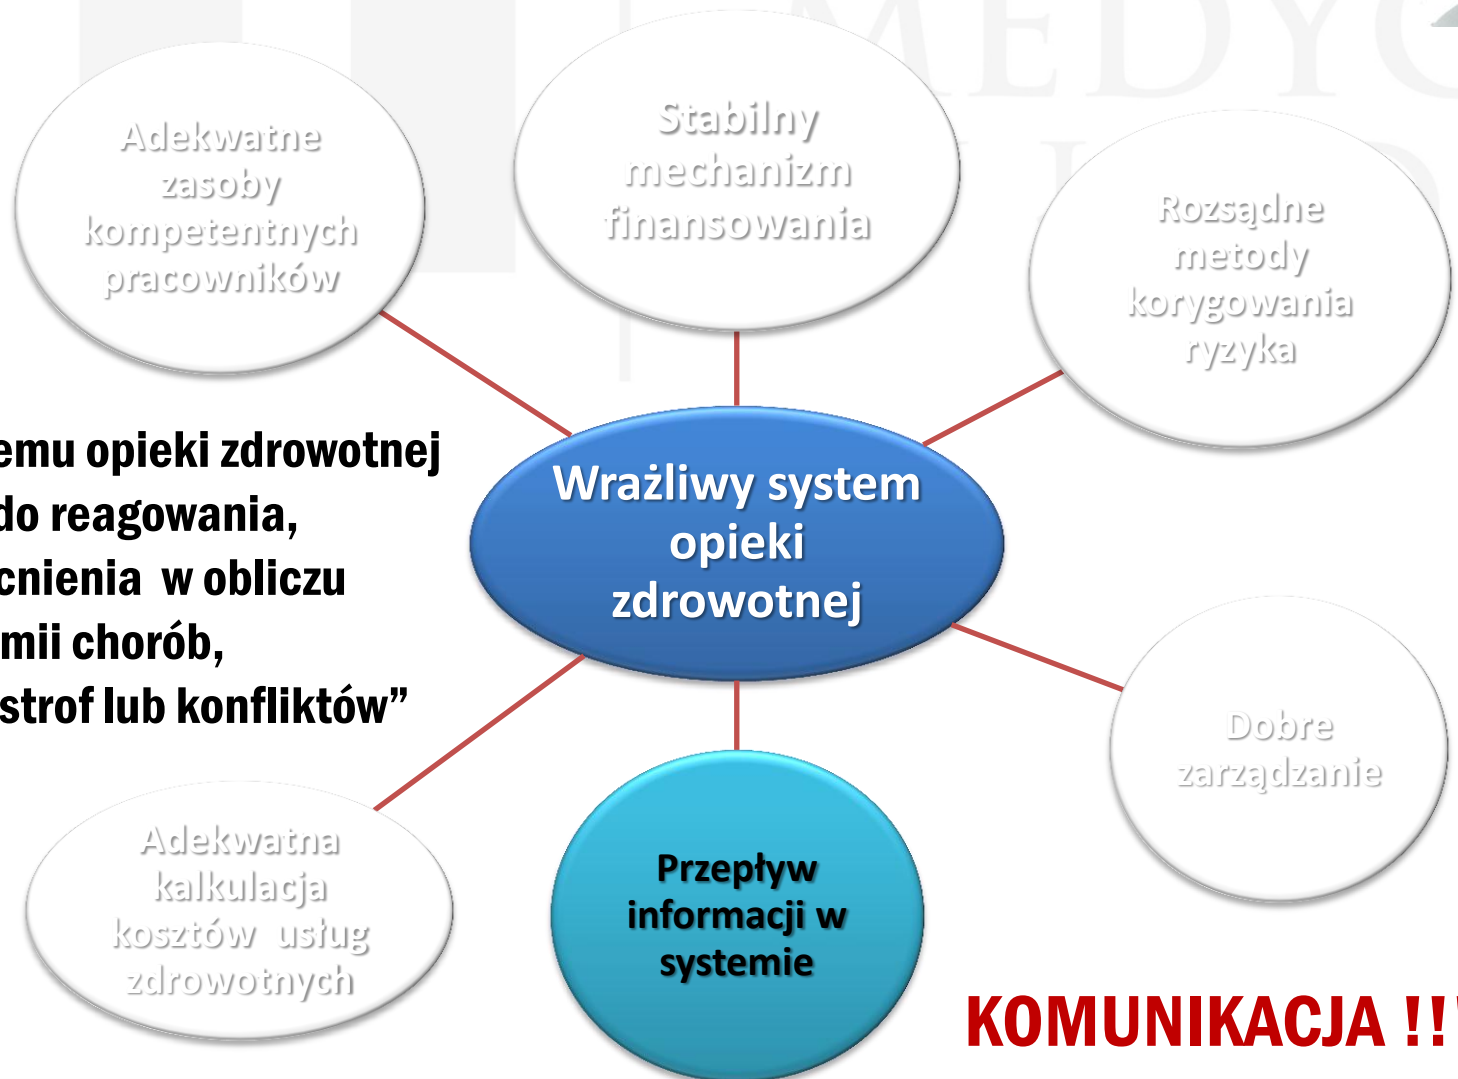 MEDYC
Adekwatne
zasoby
kompetentnych
pracowników
Stabilny
mechanizm
finansowania
Rozsądne
metody
korygowania
ryzyka
emu opieki zdrowotnej
do reagowania,
cnienia w obliczu
mii chorób,
strof lub konfliktów”
Wrażliwy system
opieki
zdrowotnej
Dobre
zarządzanie
Adekwatna
kalkulacja
kosztów usług
zdrowotnych
Przepływ
informacji w
systemie
KOMUNIKACJA !!